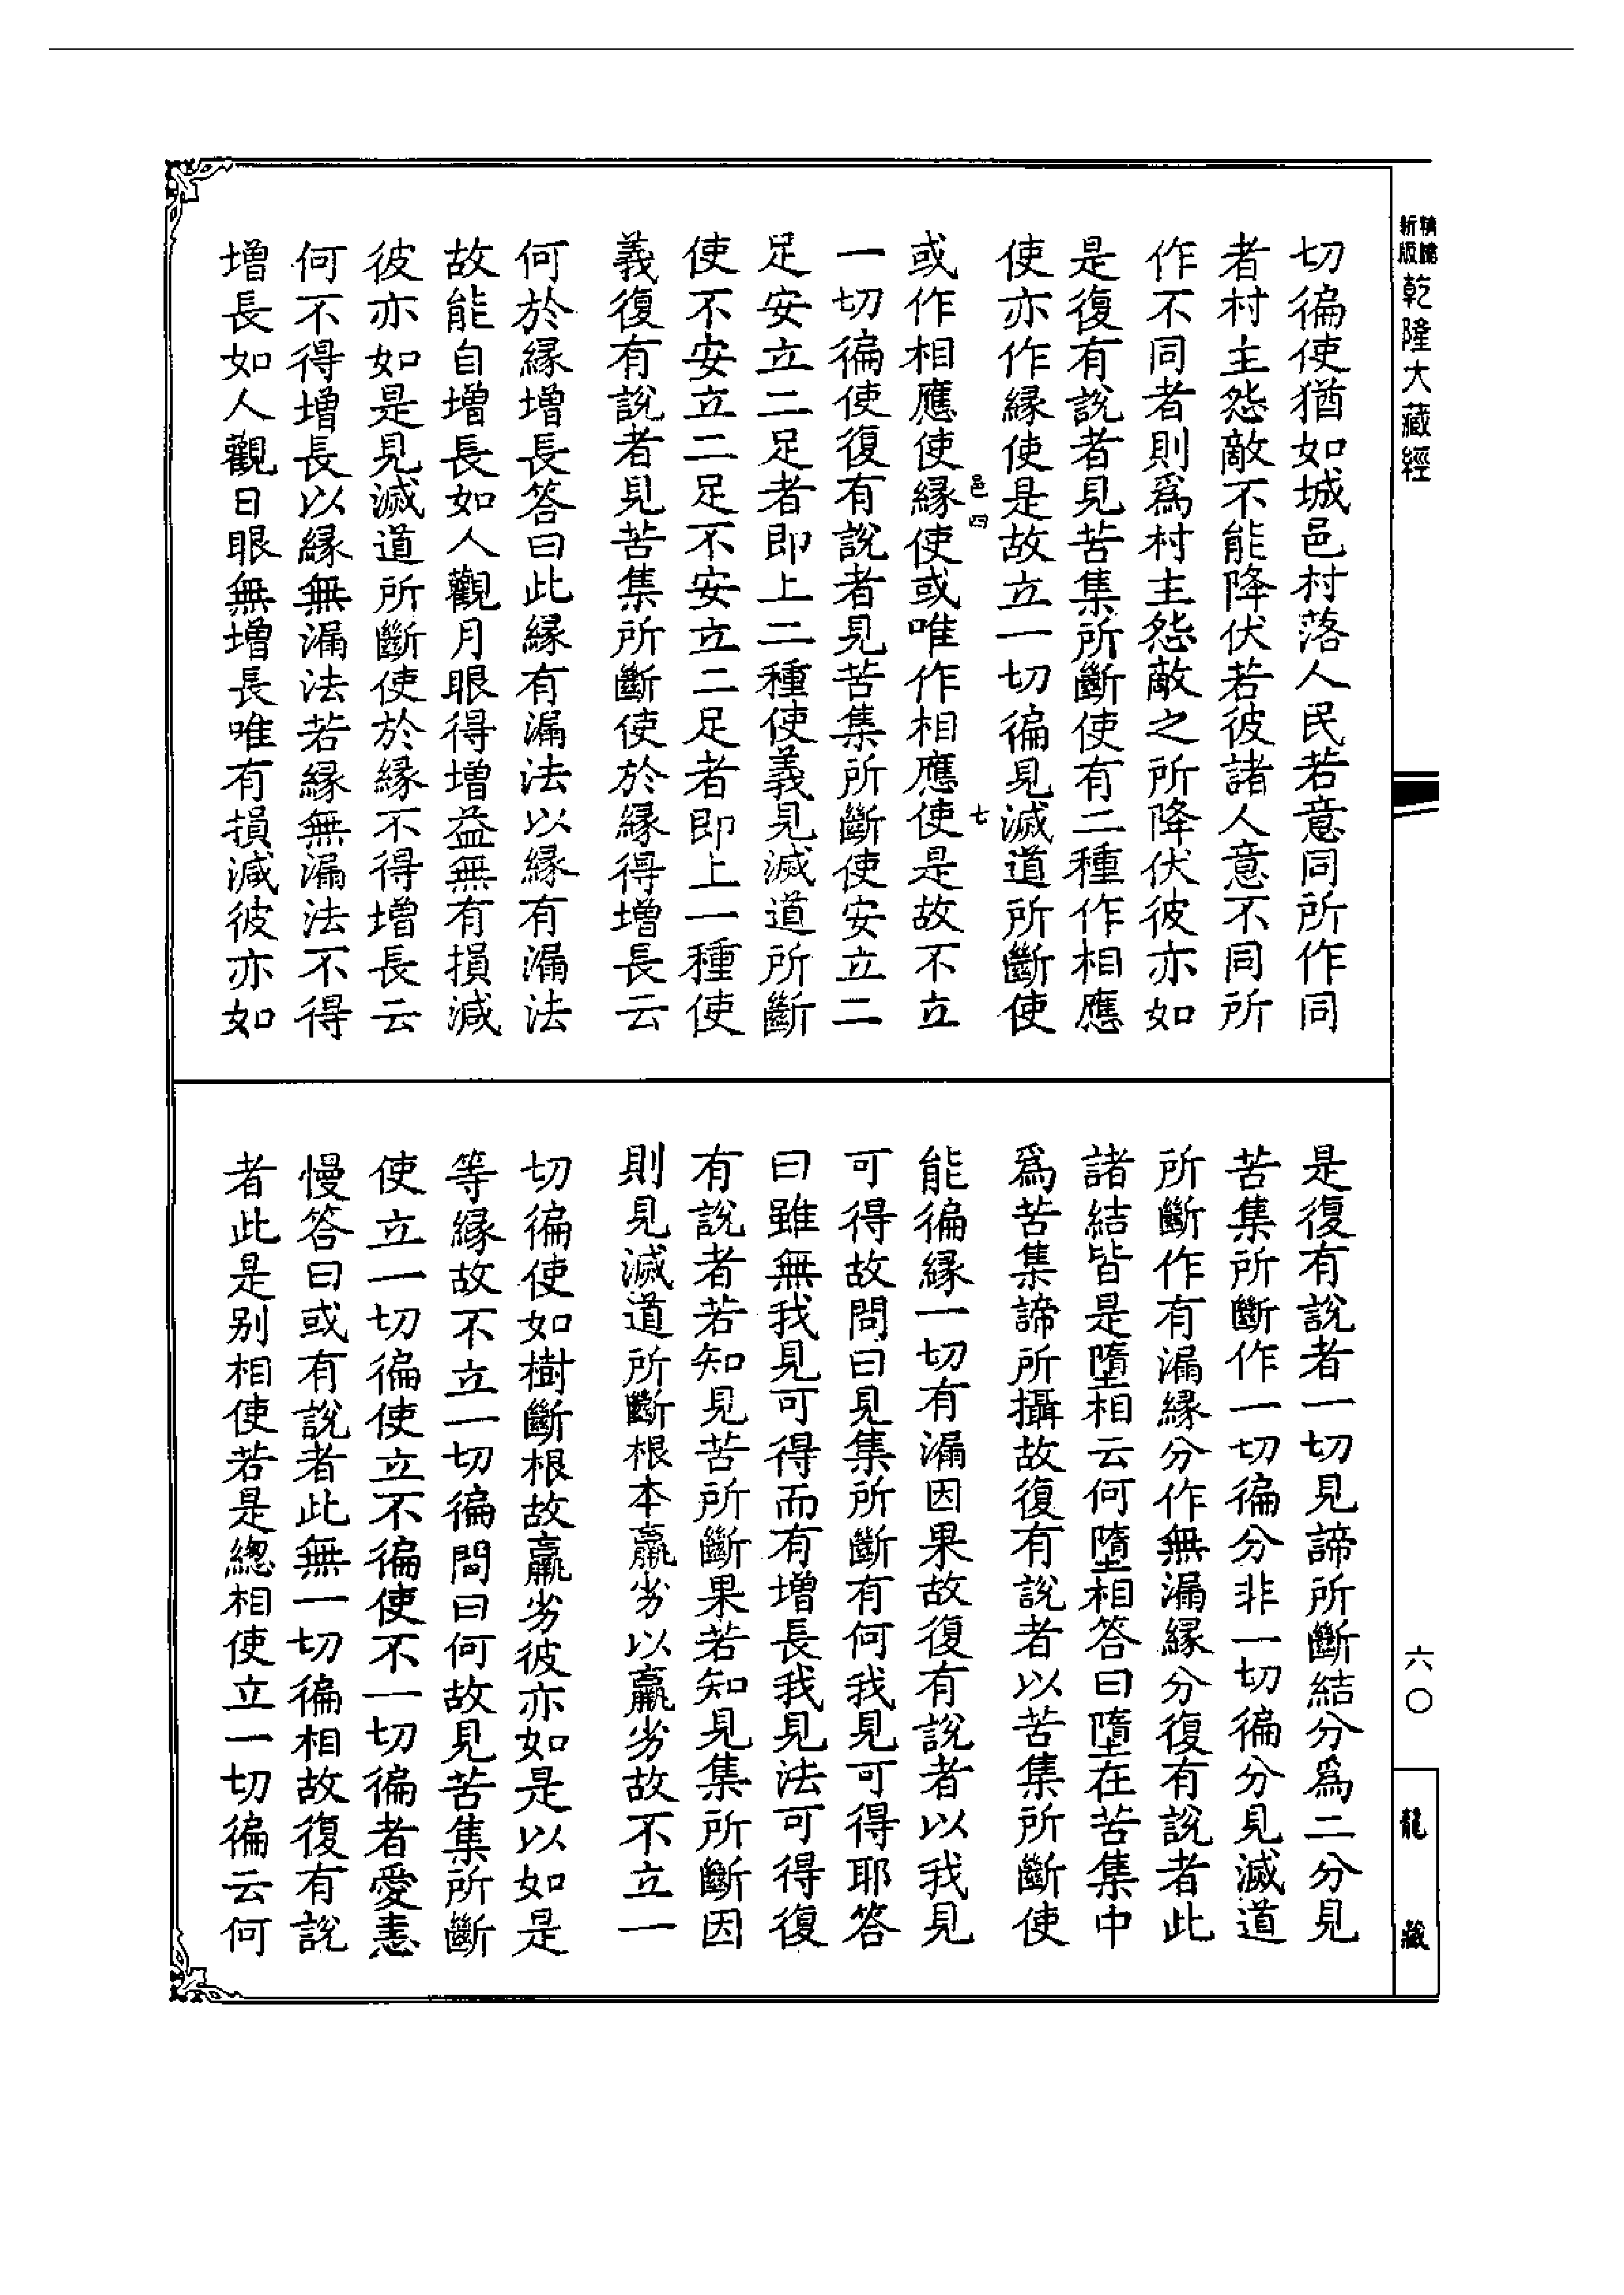 新版精縮乾隆大藏經
切徧使猶如城邑村落人民若意同所作同
者村主怨敵不能降伏若彼諸人意不同所
作不同者則爲村主怨敵之所降伏彼亦如
是復有說者見苦集所斷使有二種作相應
使亦作緣使是故立一切徧見滅道所斷使
邑四
七
或作相應使緣使或唯作相應使是故不立
一切徧使復有說者見苦集所斷使安立二
足安立二足者即上二種使義見滅道所斷
使不安立二足不安立二足者即上一種使
義復有說者見苦集所斷使於緣得增長云
何於緣增長答曰此緣有漏法以緣有漏法
故能自增長如人觀月眼得增益無有損減
彼亦如是見滅道所斷使於緣不得增長云
何不得增長以緣無漏法若緣無漏法不得
增長如人觀日眼無增長唯有損減彼亦如
是復有說者一切見諦所斷結分爲二分見
苦集所斷作一切徧分非一切徧分見滅道
所斷作有漏緣分作無漏緣分復有說者此
諸結皆是墮相云何墮相答曰墮在苦集中
爲苦集諦所攝故復有說者以苦集所斷使
能徧緣一切有漏因果故復有說者以我見
可得故問曰見集所斷有何我見可得耶答
曰雖無我見可得而有增長我見法可得復
有說者若知見苦所斷果若知見集所斷因
則見滅道所斷根本羸劣以羸劣故不立一
切徧使如樹斷根故羸劣彼亦如是以如是
等緣故不立一切徧問曰何故見苦集所斷
使立一切徧使立不徧使不一切徧者愛恚
慢答曰或有說者此無一切徧相故復有說
者此是別相使若是總相使立一切徧云何
六〇
龍藏